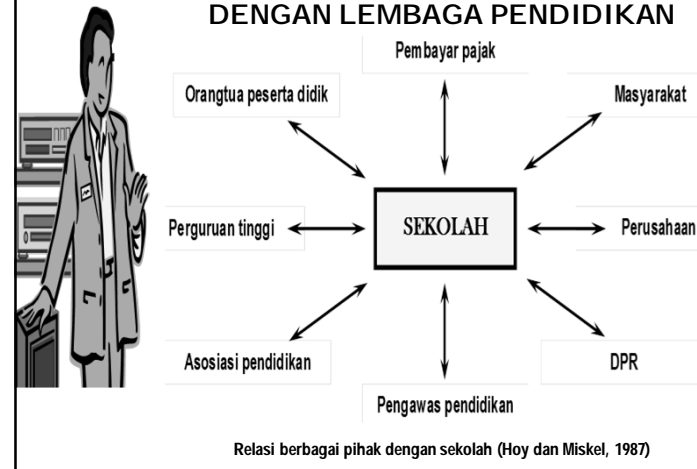 DENGAN LEMBAGA PENDIDIKAN
Pembayar pajak
Orangtua peserta didik
Masyarakat
Perguruan tinggi
SEKOLAH
Perusahaan
Asosiasi pendidikan
DPR
Pengawas pendidikan
Relasi berbagai pihak dengan sekolah (Hoy dan Miskel, 1987)